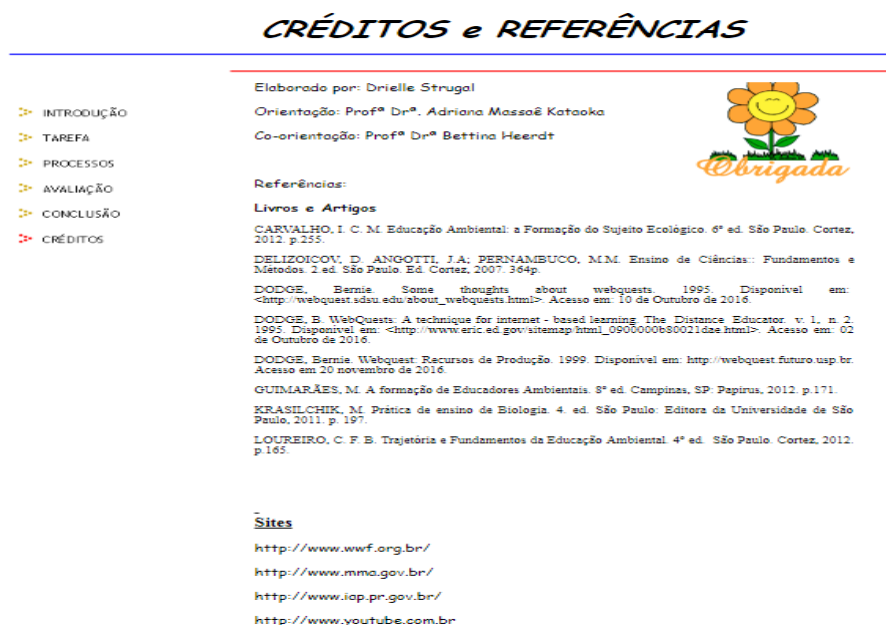 CRÉDITOS e REFERÊNCIAS
INTRODUÇÃO
TAREFA
PROCESSOS
AVALIAÇÃO
CONCLUSÃO
CRÉDITOS
Elaborado por: Drielle Strugal
Orientação: Profª Drª. Adriana Massaê Kataoka
Co-orientação: Profª Drª Bettina Heerdt
Obrigada
Referências:
Livros e Artigos
CARVALHO, I. C. M. Educação Ambiental: a Formação do Sujeito Ecológico. 6ª ed. São Paulo. Cortez,
2012. p.255.
DELIZOICOV, D. ANGOTTI, J.A; PERNAMBUCO, M.M. Ensino de Ciências:: Fundamentos e
Métodos. 2.ed. São Paulo. Ed. Cortez, 2007. 364p.
DODGE, Bernie. Some thoughts about webquests. 1995. Disponível em:
<http://webquest.sdsu.edu/about_webquests.html>. Acesso em: 10 de Outubro de 2016.
DODGE, B. WebQuests: A technique for internet - based learning. The Distance Educator. v. 1, n. 2.
1995. Disponível em: <http://www.eric.ed.gov/sitemap/html_0900000b80021dae.html>. Acesso em: 02
de Outubro de 2016.
DODGE, Bernie. Webquest: Recursos de Produção. 1999. Disponível em: http://webquest.futuro.usp.br.
Acesso em 20 novembro de 2016.
GUIMARÃES, M. A formação de Educadores Ambientais. 8ª ed. Campinas, SP: Papirus, 2012. p.171.
KRASILCHIK, M. Prática de ensino de Biologia. 4. ed. São Paulo: Editora da Universidade de São
Paulo, 2011. p. 197.
LOUREIRO, C. F. B. Trajetória e Fundamentos da Educação Ambiental. 4ª ed. São Paulo. Cortez, 2012.
p.165.
Sites
http://www.wwf.org.br/
http://www.mma.gov.br/
http://www.iap.pr.gov.br/
http://www.youtube.com.br